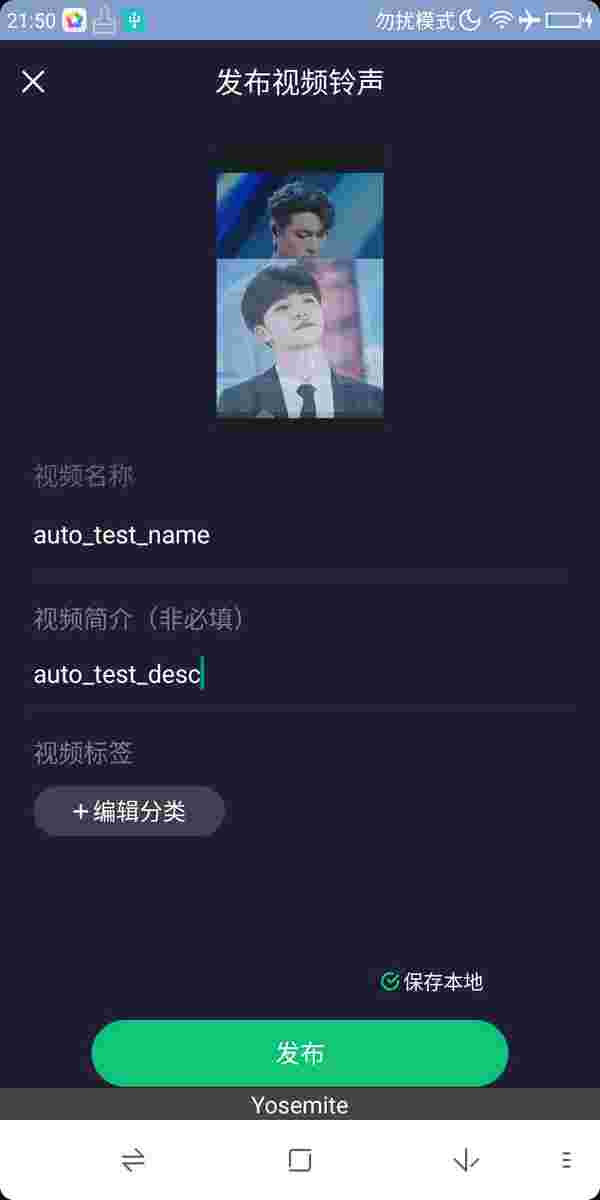 21:50 勿扰模式
发布视频铃声
视频名称
auto_test_name
视频简介（非必填）
auto_test_desc
视频标签
+编辑分类
保存本地
发布
Yosemite